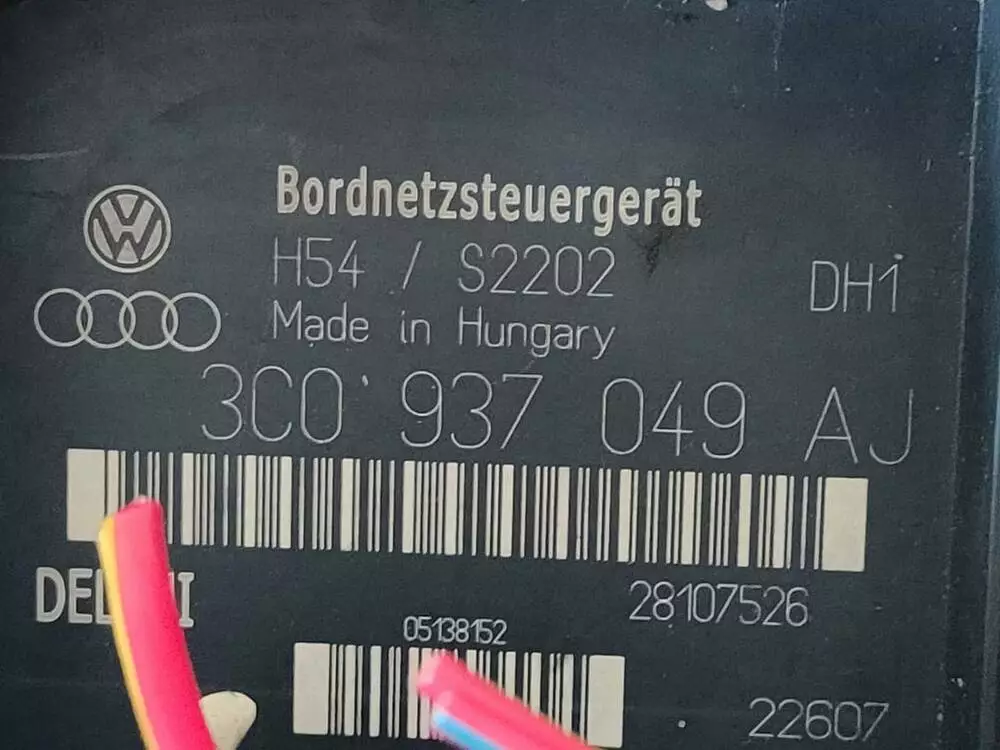 Bordnetzsteuergerät
H54 / S2202
DH1
Made in Hungary
3C0 937 049 AJ
28107526
05138152
22607